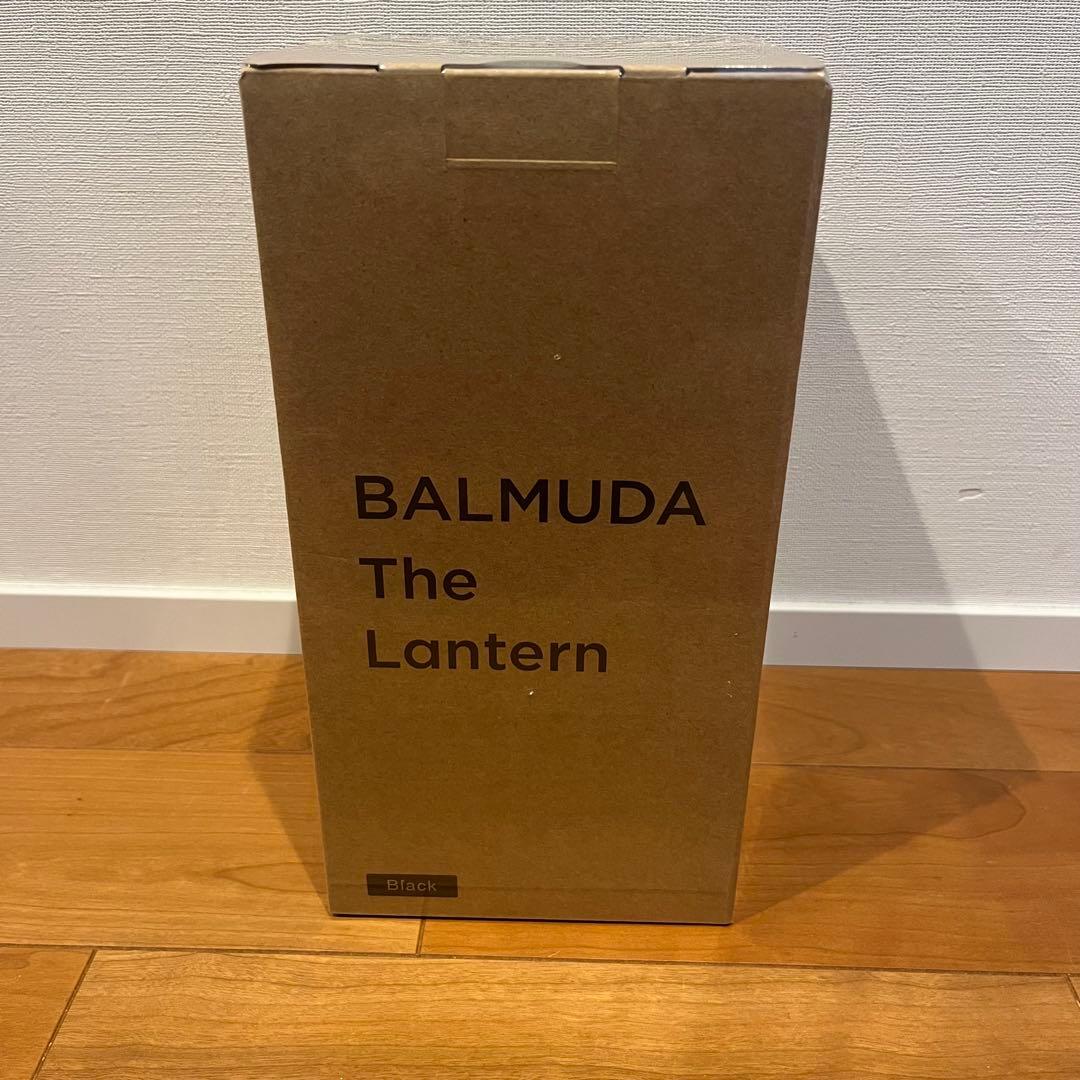 BALMUDA
The
Lantern
Black